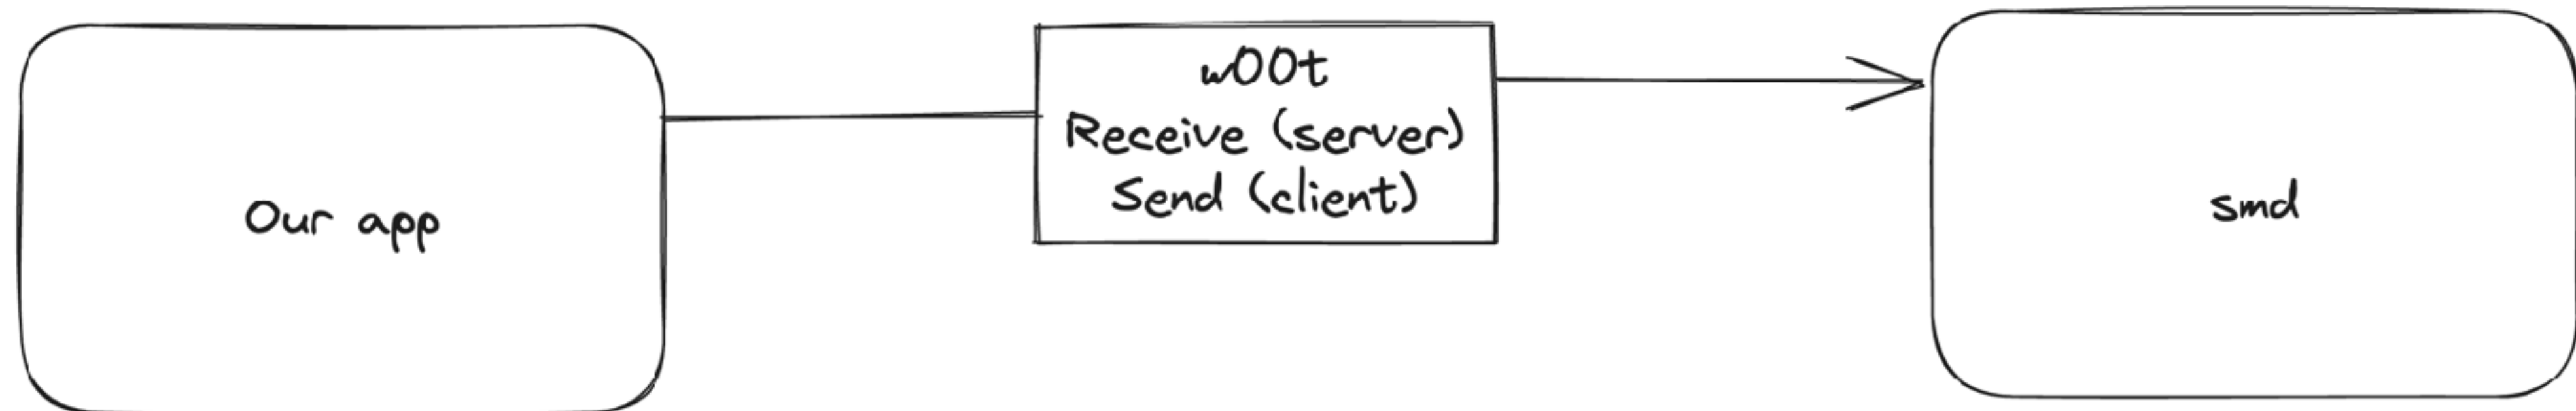 Our app
w00t
Receive (server)
Send (client)
smd